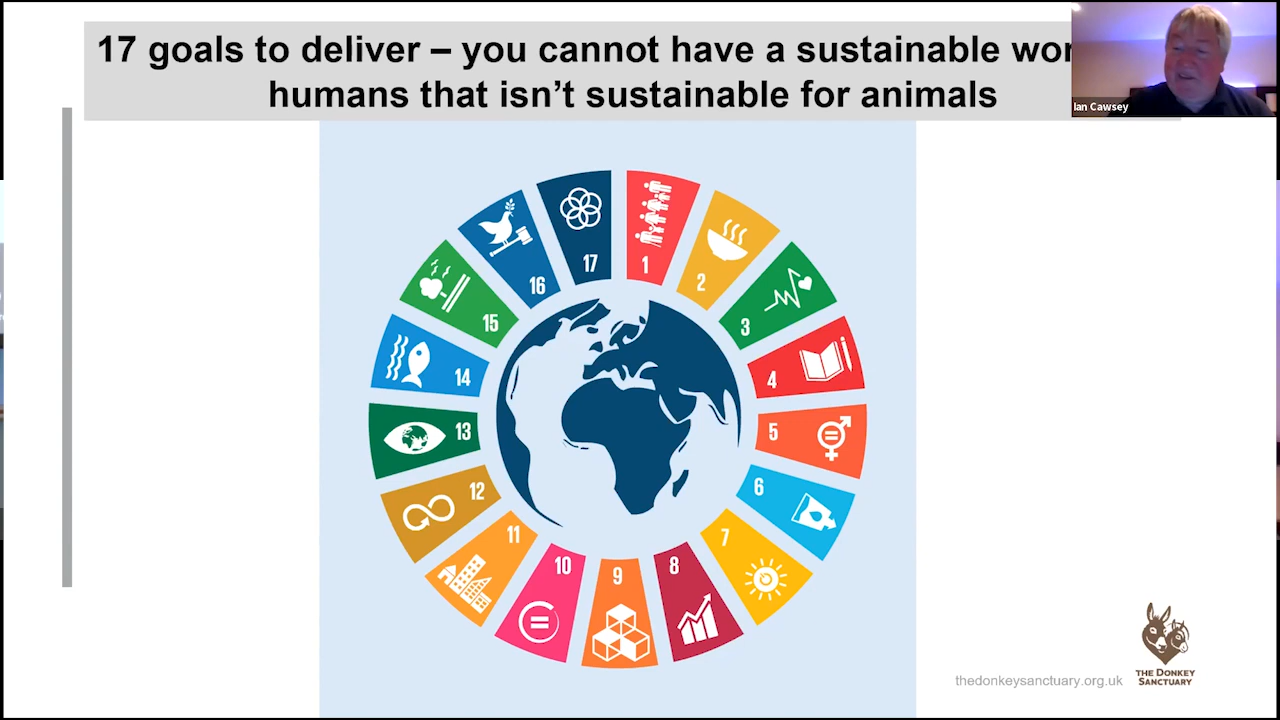 17 goals to deliver – you cannot have a sustainable
humans that isn't sustainable for animals
Ian Cawsey
17
1
16
2
15
3
14
4
13
5
12
6
11
7
10
9
8
thedonkeysanctuary.org.uk
THE DONKEY
SANCTUARY